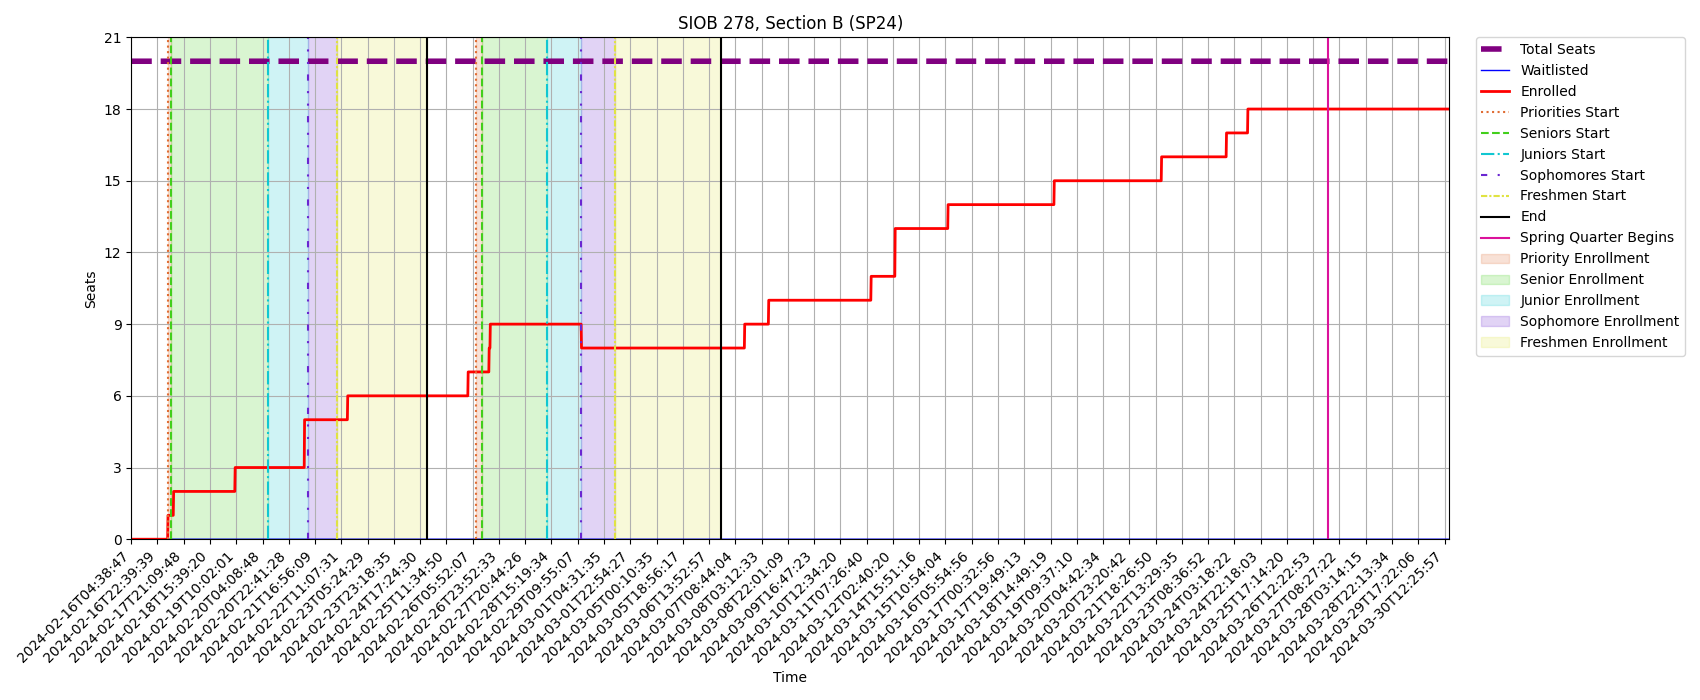 SIOB 278, Section B (SP24)
21
18
15
12
9
6
3
0
Seats
2024-02-16T04:38:47
2024-02-16T22:39:39
2024-02-17T21:09:48
2024-02-18T15:39:20
2024-02-19T10:02:01
2024-02-20T04:08:48
2024-02-20T22:41:28
2024-02-21T16:56:09
2024-02-22T11:07:31
2024-02-23T05:24:29
2024-02-23T23:18:35
2024-02-24T17:24:30
2024-02-25T11:34:50
2024-02-26T05:52:07
2024-02-26T23:52:33
2024-02-27T20:44:26
2024-02-28T15:19:34
2024-02-29T09:55:07
2024-03-01T04:31:35
2024-03-01T22:54:27
2024-03-05T00:10:35
2024-03-05T18:56:17
2024-03-06T13:52:57
2024-03-07T08:44:04
2024-03-08T03:12:33
2024-03-08T22:01:09
2024-03-09T16:47:23
2024-03-10T12:34:20
2024-03-11T07:26:40
2024-03-12T02:40:20
2024-03-14T15:51:16
2024-03-15T10:54:04
2024-03-16T05:54:56
2024-03-17T00:32:56
2024-03-17T19:49:13
2024-03-18T14:49:19
2024-03-19T09:37:10
2024-03-20T04:42:34
2024-03-20T23:20:42
2024-03-21T18:26:50
2024-03-22T13:29:35
2024-03-23T08:36:52
2024-03-24T03:18:22
2024-03-24T22:18:03
2024-03-25T17:14:20
2024-03-26T12:22:53
2024-03-27T08:27:22
2024-03-28T03:14:15
2024-03-28T22:13:34
2024-03-29T17:22:06
2024-03-30T12:25:57
Time
Total Seats
Waitlisted
Enrolled
Priorities Start
Seniors Start
Juniors Start
Sophomores Start
Freshmen Start
End
Spring Quarter Begins
Priority Enrollment
Senior Enrollment
Junior Enrollment
Sophomore Enrollment
Freshmen Enrollment